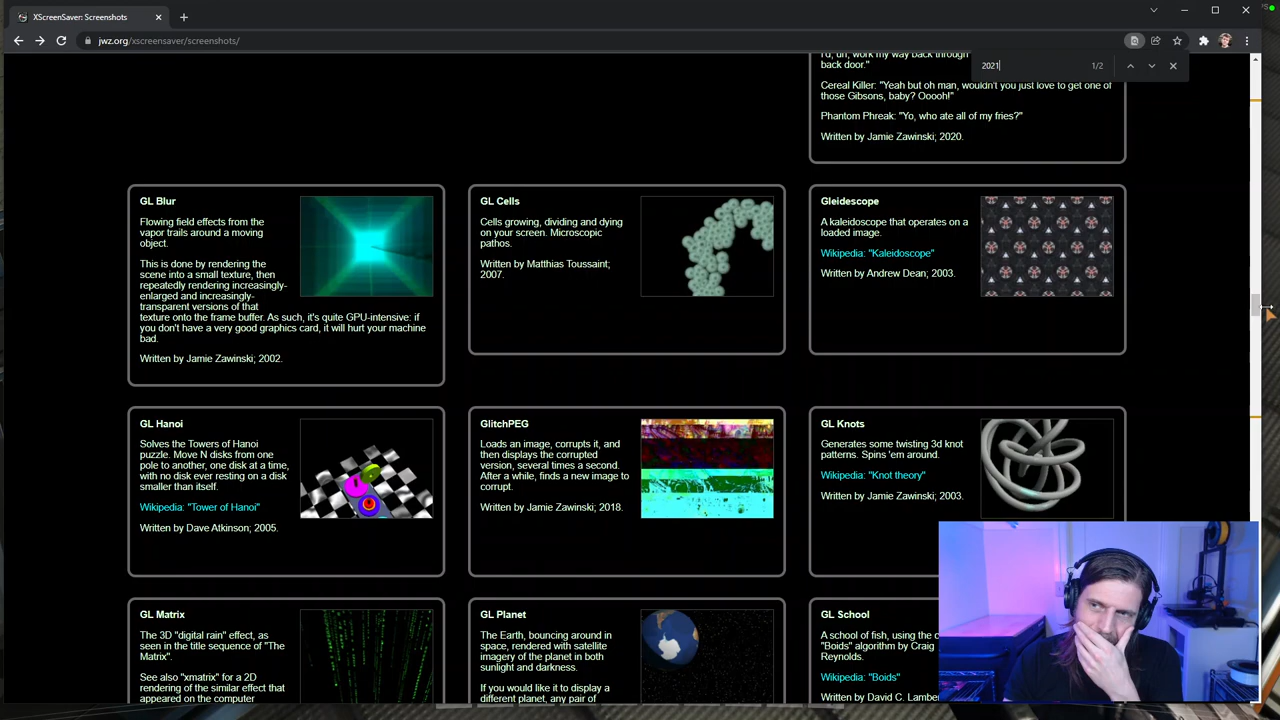 XScreenSaver: Screenshots
jwz.org/xscreensaver/screenshots/
2021
1/2
back door."
Cereal Killer: "Yeah but oh man, wouldn't you just love to get one of
those Gibsons, baby? Ooooh!"
Phantom Phreak: "Yo, who ate all of my fries?"
Written by Jamie Zawinski; 2020.
GL Blur
Flowing field effects from the
vapor trails around a moving
object.
This is done by rendering the
scene into a small texture, then
repeatedly rendering increasingly-
enlarged and increasingly-
transparent versions of that
texture onto the frame buffer. As such, it's quite GPU-intensive: if
you don't have a very good graphics card, it will hurt your machine
bad.
Written by Jamie Zawinski; 2002.
GL Cells
Cells growing, dividing and dying
on your screen. Microscopic
pathos.
Written by Matthias Toussaint;
2007.
Gleidescope
A kaleidoscope that operates on a
loaded image.
Wikipedia: "Kaleidoscope"
Written by Andrew Dean; 2003.
GL Hanoi
Solves the Towers of Hanoi
puzzle. Move N disks from one
pole to another, one disk at a time,
with no disk ever resting on a disk
smaller than itself.
Wikipedia: "Tower of Hanoi"
Written by Dave Atkinson; 2005.
GlitchPEG
Loads an image, corrupts it, and
then displays the corrupted
version, several times a second.
After a while, finds a new image to
corrupt.
Written by Jamie Zawinski; 2018.
GL Knots
Generates some twisting 3d knot
patterns. Spins 'em around.
Wikipedia: "Knot theory"
Written by Jamie Zawinski; 2003.
GL Matrix
The 3D "digital rain" effect, as
seen in the title sequence of "The
Matrix".
See also "xmatrix" for a 2D
rendering of the similar effect that
appeared on the computer
GL Planet
The Earth, bouncing around in
space, rendered with satellite
imagery of the planet in both
sunlight and darkness.
If you would like it to display a
different planet, any pair of
GL School
A school of fish, using the
"Boids" algorithm by Craig
Reynolds.
Wikipedia: "Boids"
Written by David C.